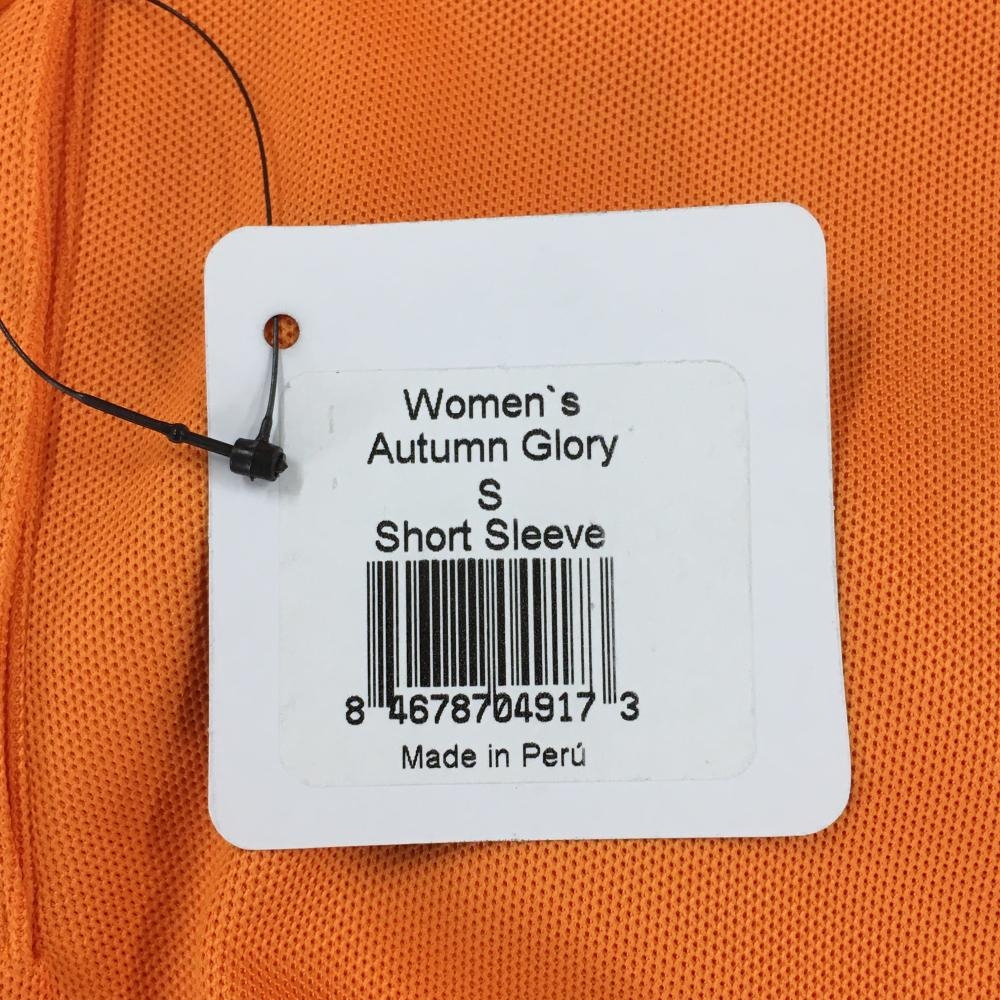 Women`s
Autumn Glory
S
Short Sleeve
8 4678704917 3
Made in Perú